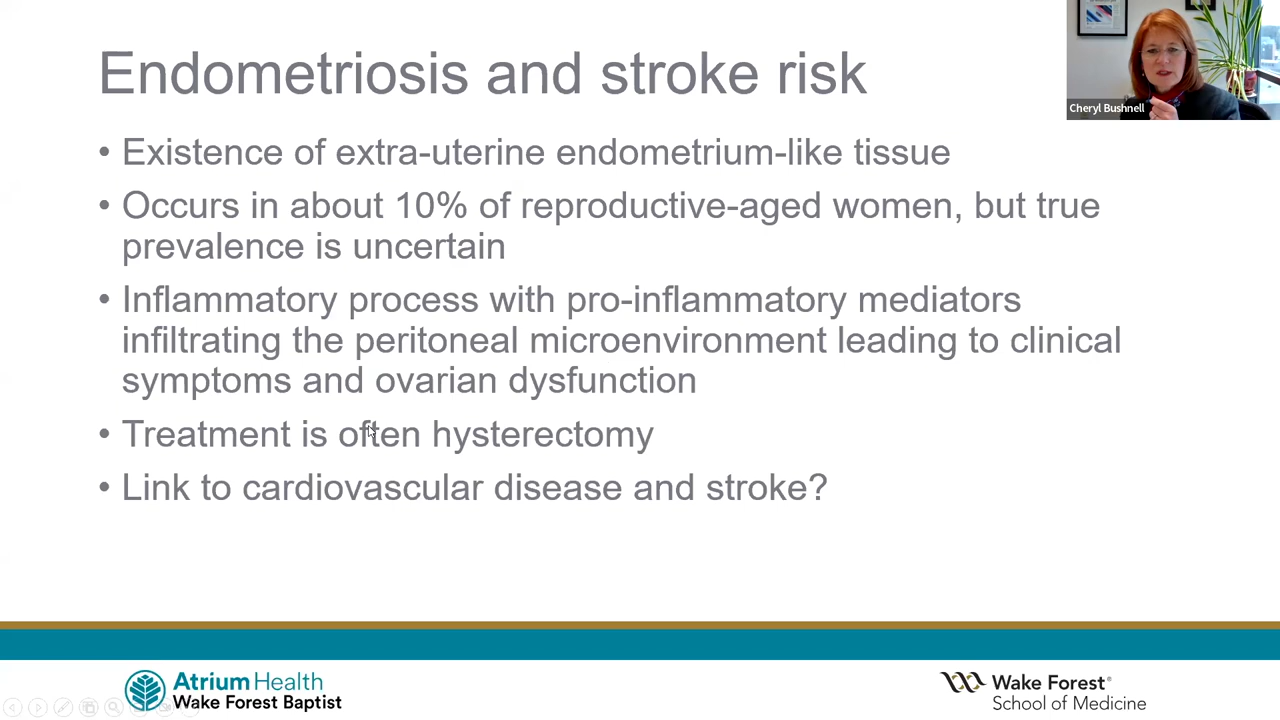 Endometriosis and stroke risk
Cheryl Bushnell
• Existence of extra-uterine endometrium-like tissue
• Occurs in about 10% of reproductive-aged women, but true
prevalence is uncertain
• Inflammatory process with pro-inflammatory mediators
infiltrating the peritoneal microenvironment leading to clinical
symptoms and ovarian dysfunction
• Treatment is often hysterectomy
• Link to cardiovascular disease and stroke?
Atrium Health
Wake Forest Baptist
Wake Forest®
School of Medicine